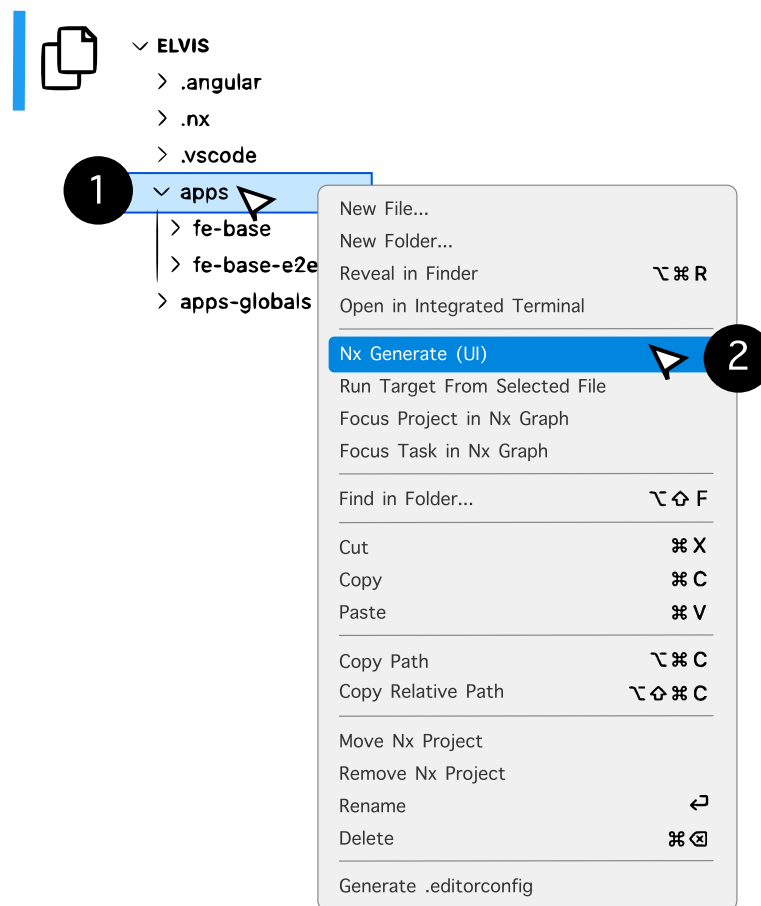 ELVIS
.angular
.nx
.vscode
1 apps
fe-base
fe-base-e2e
apps-globals
New File...
New Folder...
Reveal in Finder ⌥⌘R
Open in Integrated Terminal
Nx Generate (UI) 2
Run Target From Selected File
Focus Project in Nx Graph
Focus Task in Nx Graph
Find in Folder... ⌥⇧F
Cut ⌘X
Copy ⌘C
Paste ⌘V
Copy Path ⌥⌘C
Copy Relative Path ⌥⇧⌘C
Move Nx Project
Remove Nx Project
Rename ↩
Delete ⌘⌫
Generate .editorconfig